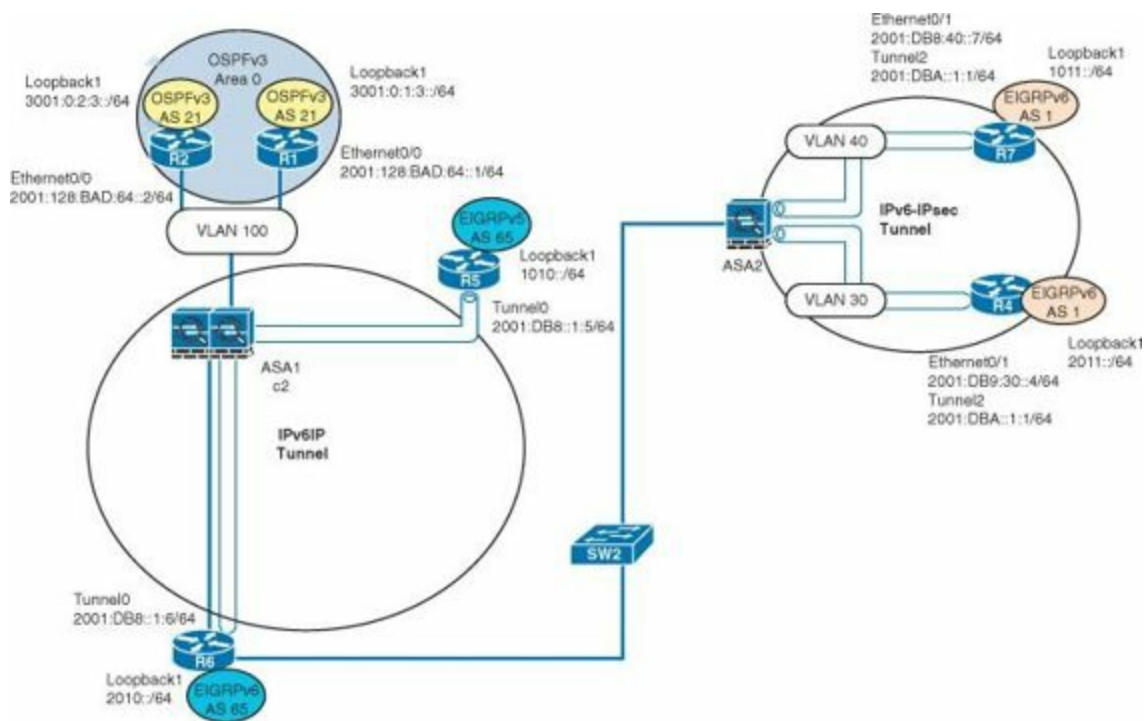 OSPFv3
Area 0
Loopback1
3001:0:2:3::/64
OSPFv3
AS 21
R2
Loopback1
3001:0:1:3::/64
OSPFv3
AS 21
R1
Ethernet0/0
2001:128:BAD:64::2/64
Ethernet0/0
2001:128:BAD:64::1/64
VLAN 100
EIGRPv5
AS 65
R5
Loopback1
1010::/64
Tunnel0
2001:DB8::1:5/64
ASA1
c2
IPv6IP
Tunnel
Tunnel0
2001:DB8::1:6/64
R6
Loopback1
2010::/64
EIGRPv6
AS 65
SW2
Ethernet0/1
2001:DB8:40::7/64
Tunnel2
2001:DBA::1:1/64
Loopback1
1011::/64
EIGRPv6
AS 1
R7
VLAN 40
IPv6-IPsec
Tunnel
ASA2
VLAN 30
R4
EIGRPv6
AS 1
Loopback1
2011::/64
Ethernet0/1
2001:DB9:30::4/64
Tunnel2
2001:DBA::1:1/64